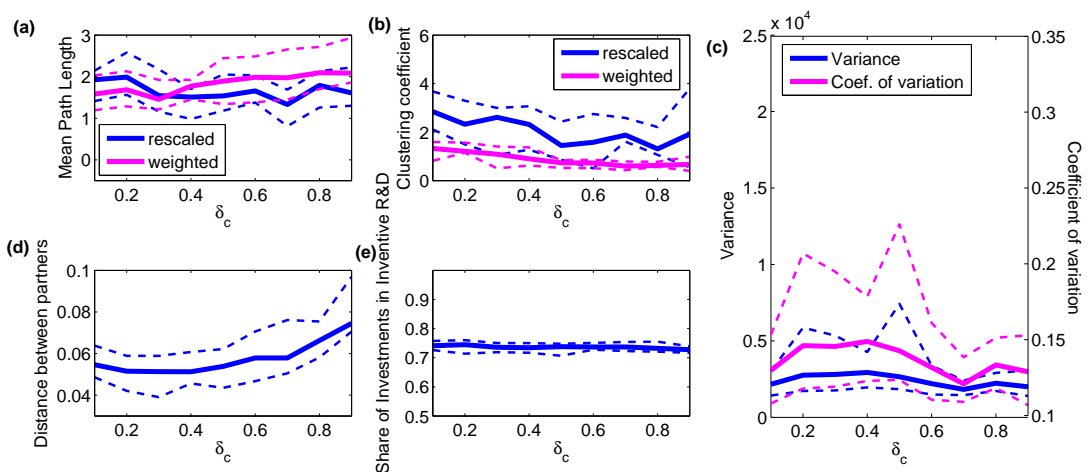 (a)
Mean Path Length
3
2
1
0
rescaled
weighted
0.2 0.4 0.6 0.8
δc
(b)
Clustering coefficient
6
4
2
0
rescaled
weighted
0.2 0.4 0.6 0.8
δc
(c)
x 10^4
Variance
2.5
2
1.5
1
0.5
0
Variance
Coef. of variation
0.35
0.3
0.25
0.2
0.15
0.1
Coefficient of variation
0.2 0.4 0.6 0.8
δc
(d)
Distance between partners
0.1
0.08
0.06
0.04
0.2 0.4 0.6 0.8
δc
(e)
Share of Investments in Inventive R&D
0.9
0.8
0.7
0.6
0.5
0.2 0.4 0.6 0.8
δc